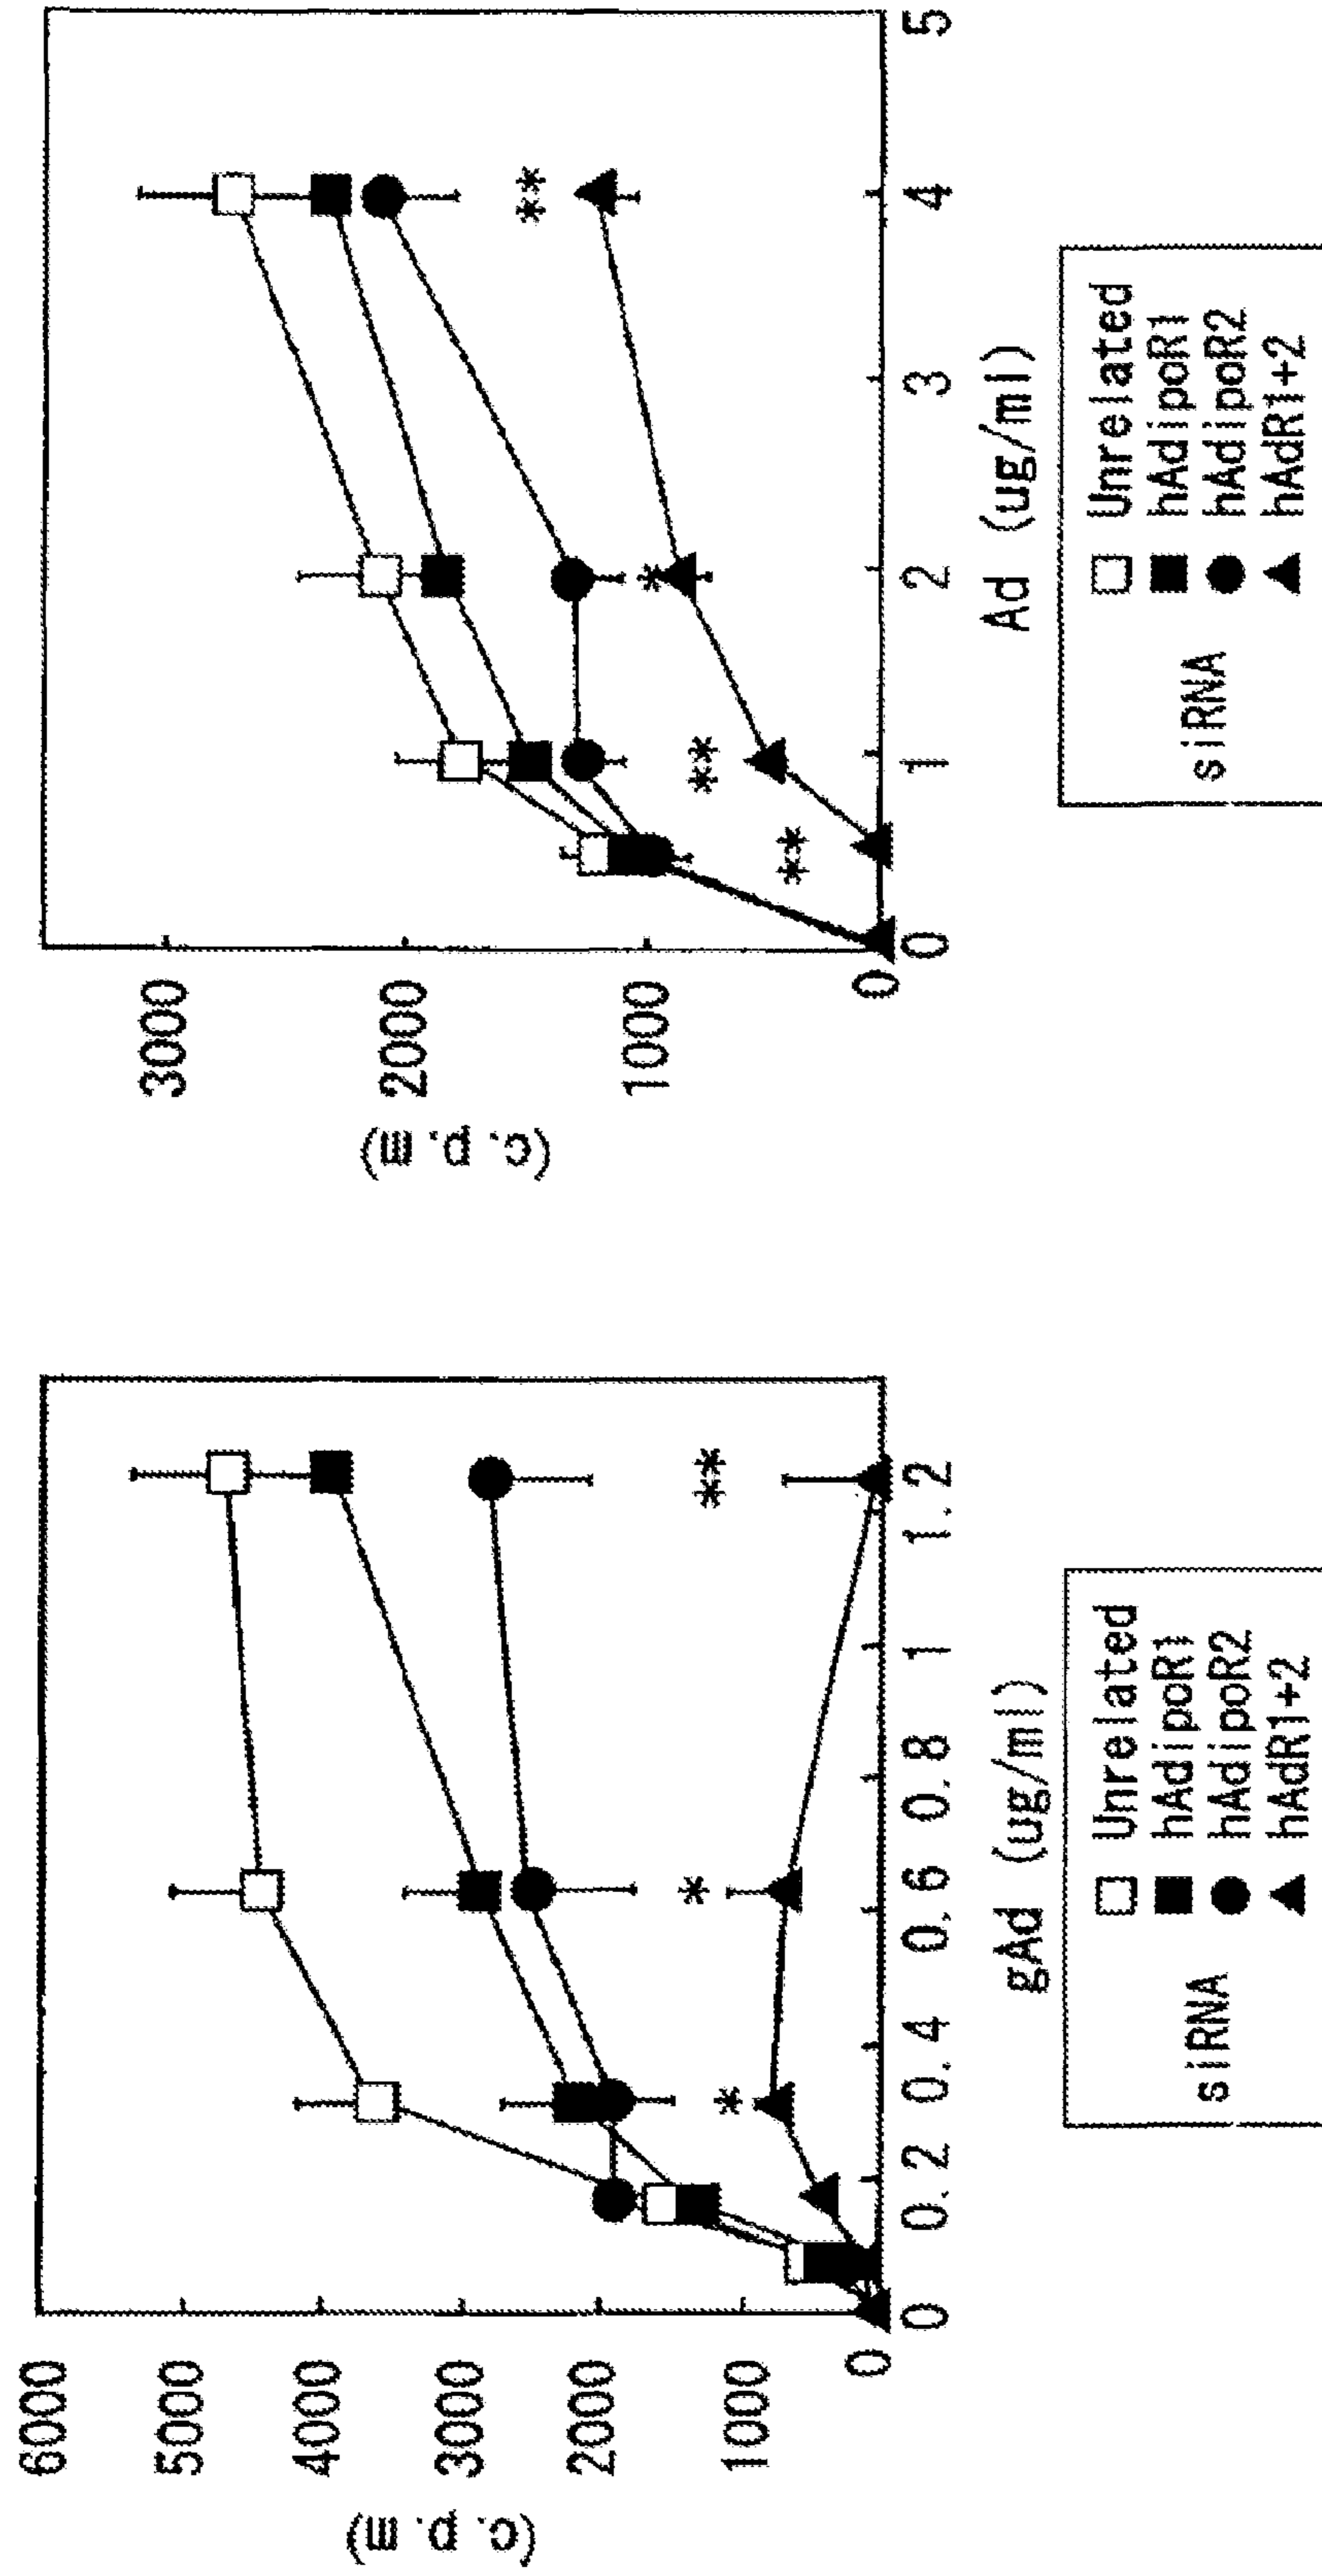 (c.p.m)
6000
5000
4000
3000
2000
1000
0
0
0.2
0.4
0.6
0.8
1
1.2
*
*
**
gAd (ug/ml)
siRNA
Unrelated
hAdipoR1
hAdipoR2
hAdR1+2
(c.p.m)
3000
2000
1000
0
0
1
2
3
4
5
**
**
*
**
Ad (ug/ml)
siRNA
Unrelated
hAdipoR1
hAdipoR2
hAdR1+2